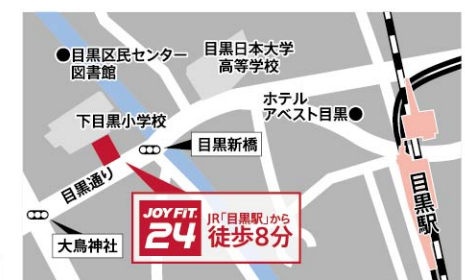 ●目黒区民センター
図書館
目黒日本大学
高等学校
ホテル
アベスト目黒●
下目黒小学校
目黒新橋
目黒通り
目黒駅
大鳥神社
JOYFIT
24
JR「目黒駅」から
徒歩8分